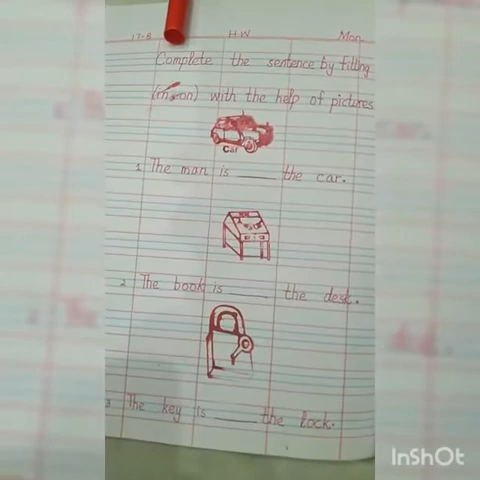 17-8 H.W Mon.
Complete the sentence by filling
(in, on) with the help of pictures
Car
1. The man is ____ the car.
2. The book is ____ the desk.
3 The key is ____ the lock.
InShOt